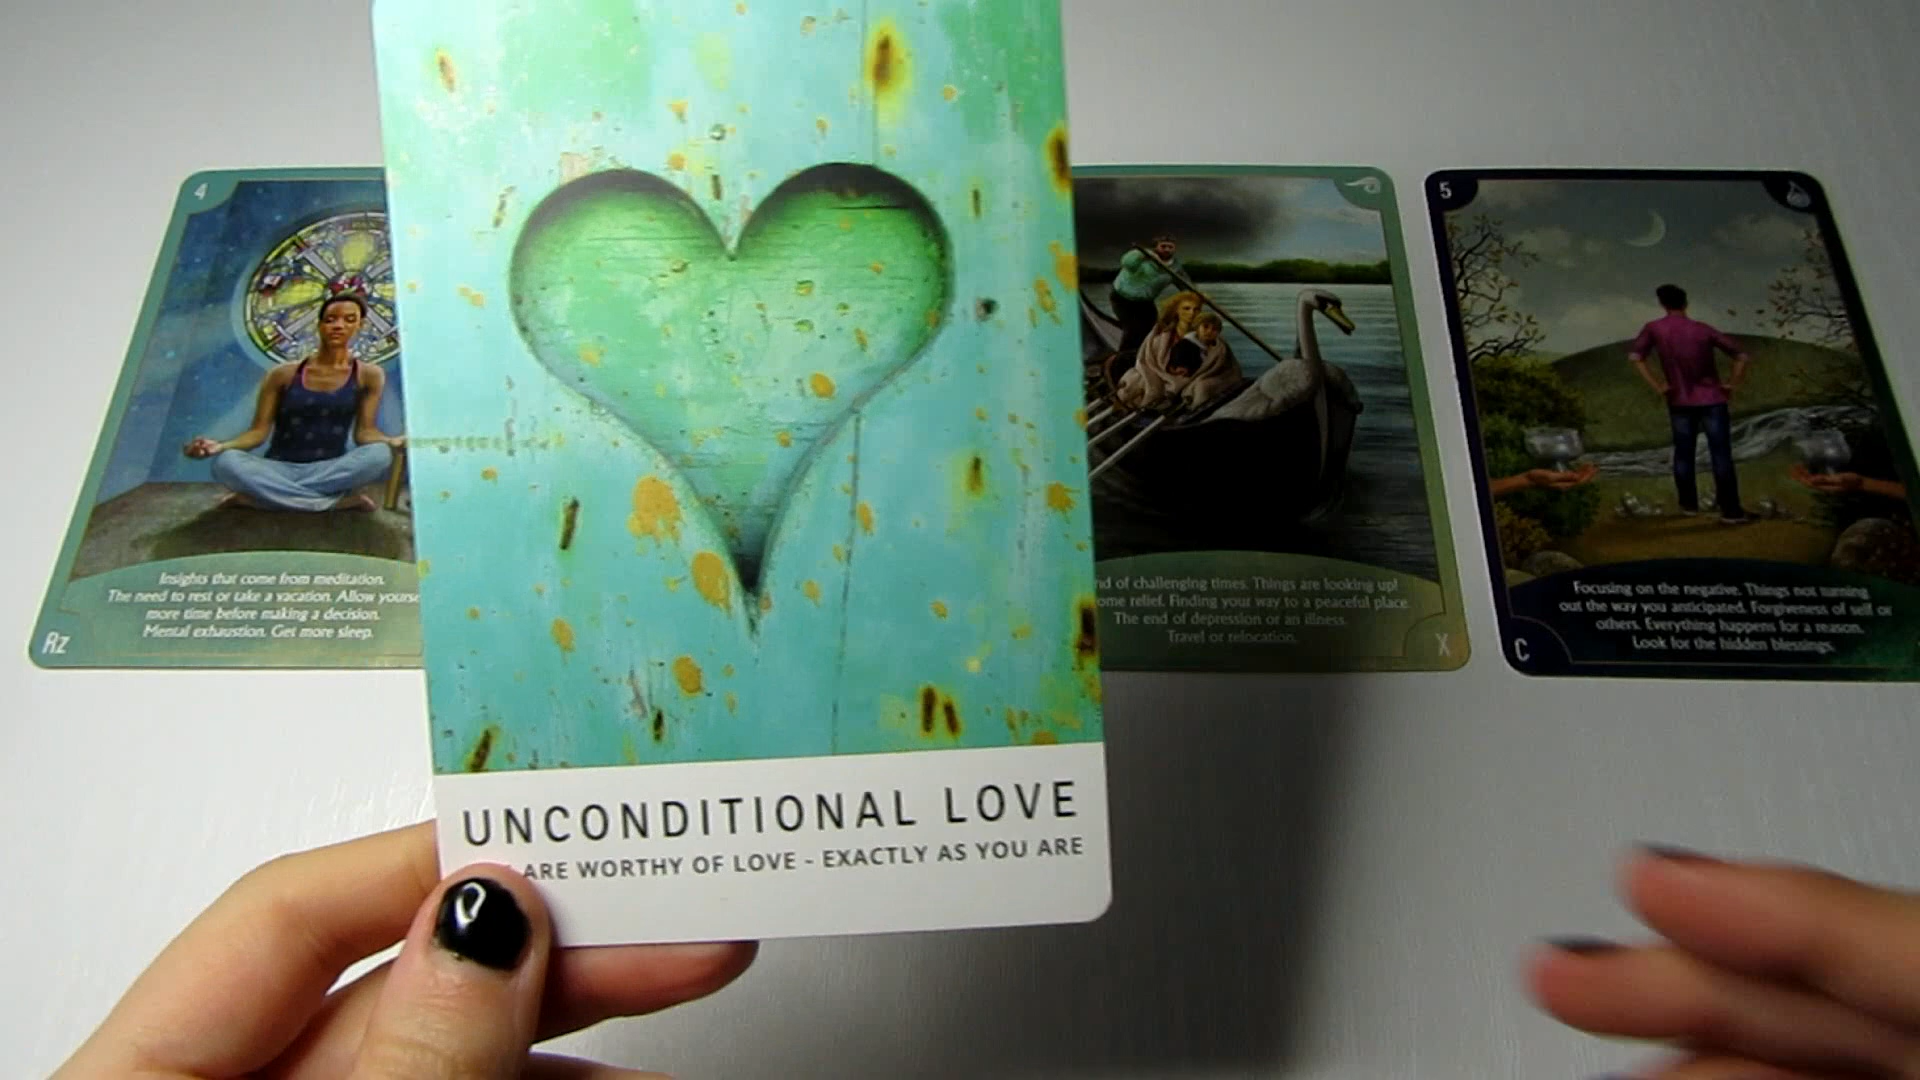 4
Insights that come from meditation.
The need to rest or take a vacation. Allow
more time before making a decision.
Mental exhaustion. Get more sleep.
Rz
UNCONDITIONAL LOVE
ARE WORTHY OF LOVE - EXACTLY AS YOU ARE
of challenging times. Things are looking up!
relief. Finding your way to a peaceful place.
The end of depression or an illness.
Travel or relocation.
X
5
Focusing on the negative. Things not turning
out the way you anticipated. Forgiveness of self or
others. Everything happens for a reason.
Look for the hidden blessings.
C